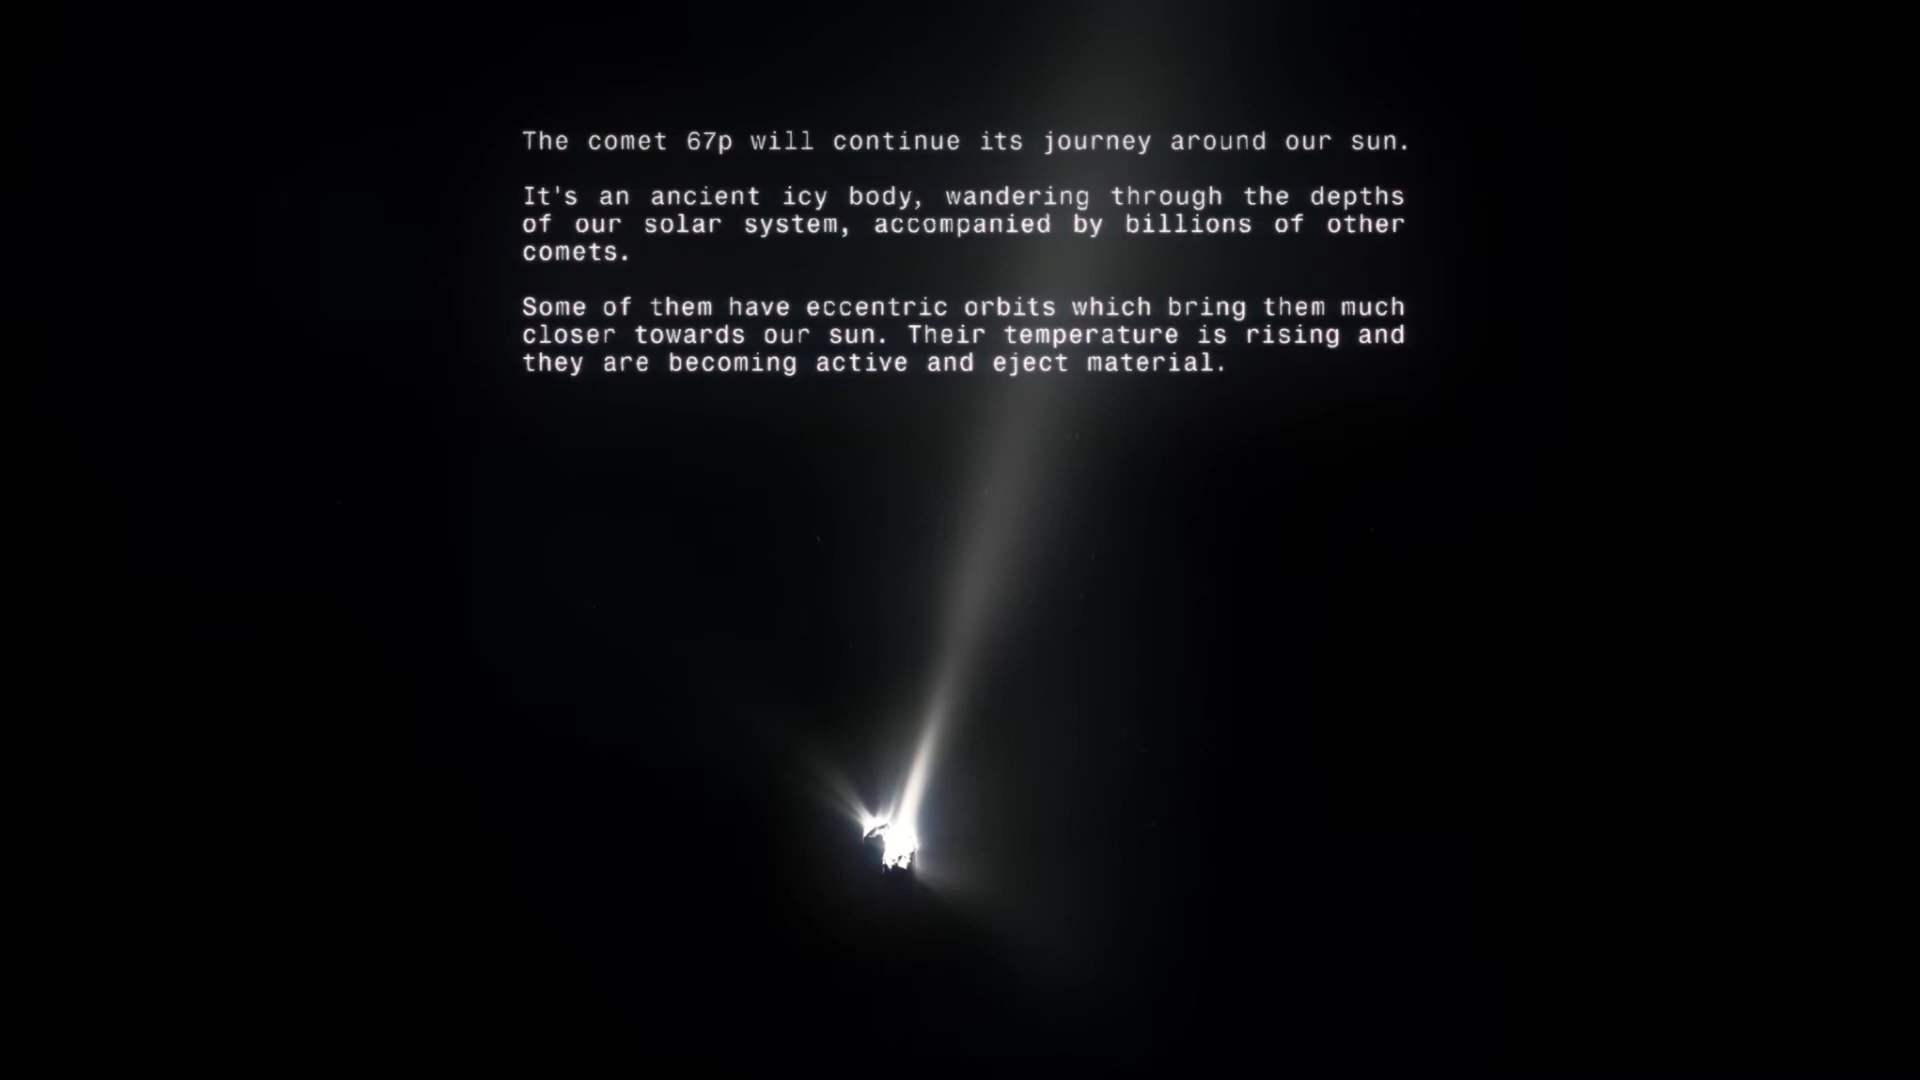 The comet 67p will continue its journey around our sun.
It's an ancient icy body, wandering through the depths
of our solar system, accompanied by billions of other
comets.
Some of them have eccentric orbits which bring them much
closer towards our sun. Their temperature is rising and
they are becoming active and eject material.